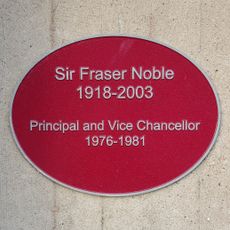 Sir Fraser Noble
1918-2003
Principal and Vice Chancellor
1976-1981